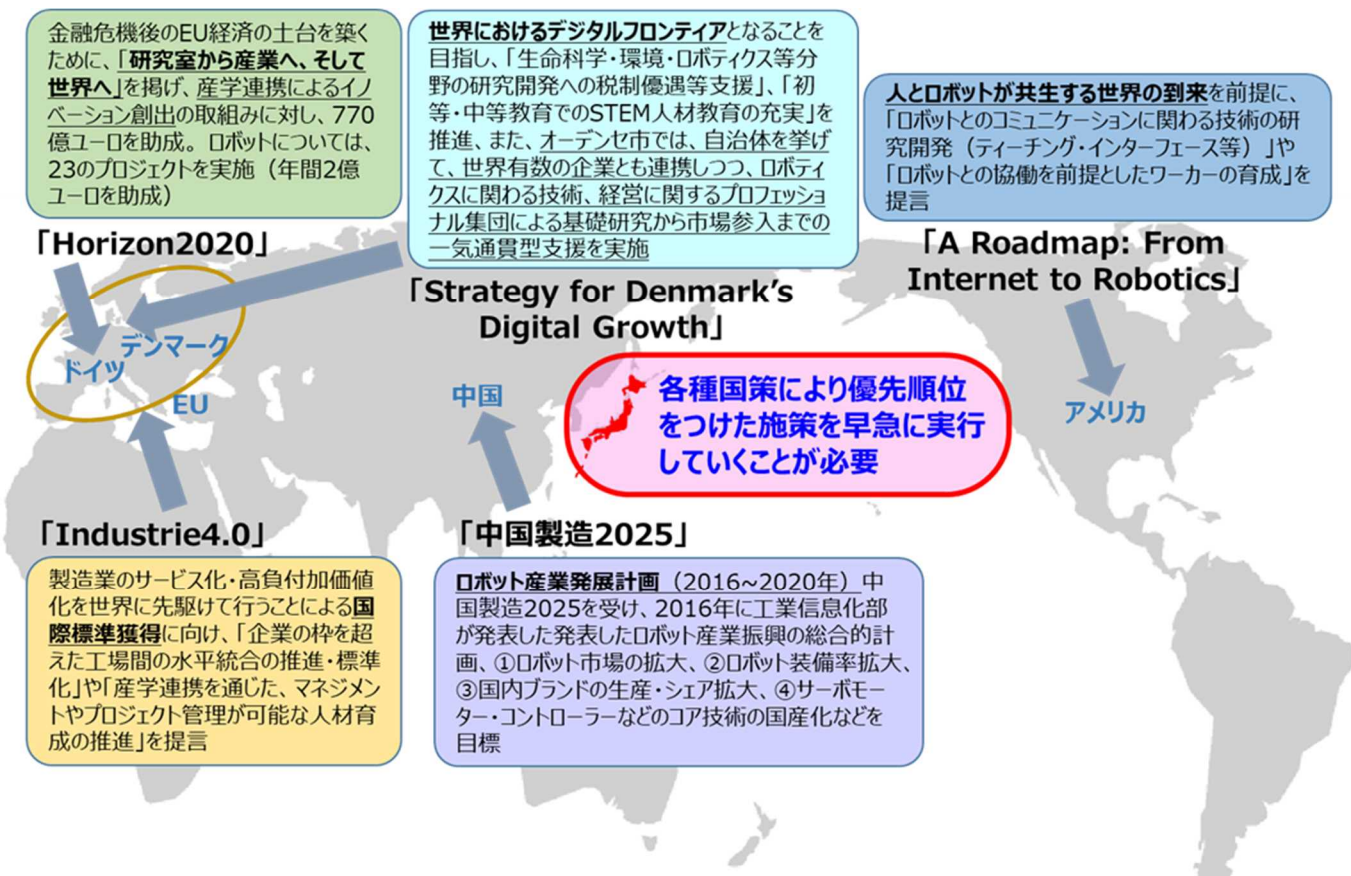 金融危機後のEU経済の土台を築く
ために、「研究室から産業へ、そして
世界へ」を掲げ、産学連携によるイノ
ベーション創出の取組みに対し、770
億ユーロを助成。ロボットについては、
23のプロジェクトを実施（年間2億
ユーロを助成）
「Horizon2020」
世界におけるデジタルフロンティアとなることを
目指し、「生命科学・環境・ロボティクス等分
野の研究開発への税制優遇等支援」、「初
等・中等教育でのSTEM人材教育の充実」を
推進、また、オーデンセ市では、自治体を挙げ
て、世界有数の企業とも連携しつつ、ロボティ
クスに関わる技術、経営に関するプロフェッショ
ナル集団による基礎研究から市場参入までの
一気通貫型支援を実施
「Strategy for Denmark’s
Digital Growth」
人とロボットが共生する世界の到来を前提に、
「ロボットとのコミュニケーションに関わる技術の研
究開発（ティーチング・インターフェース等）」や
「ロボットとの協働を前提としたワーカーの育成」を
提言
「A Roadmap: From
Internet to Robotics」
デンマーク
ドイツ
EU
中国
各種国策により優先順位
をつけた施策を早急に実行
していくことが必要
アメリカ
「Industrie4.0」
製造業のサービス化・高負付加価値
化を世界に先駆けて行うことによる国
際標準獲得に向け、「企業の枠を超
えた工場間の水平統合の推進・標準
化」や「産学連携を通じた、マネジメン
トやプロジェクト管理が可能な人材育
成の推進」を提言
「中国製造2025」
ロボット産業発展計画（2016~2020年）中
国製造2025を受け、2016年に工業信息化部
が発表した発表したロボット産業振興の総合的計
画、①ロボット市場の拡大、②ロボット装備率拡大、
③国内ブランドの生産・シェア拡大、④サーボモー
ター・コントローラーなどのコア技術の国産化などを
目標